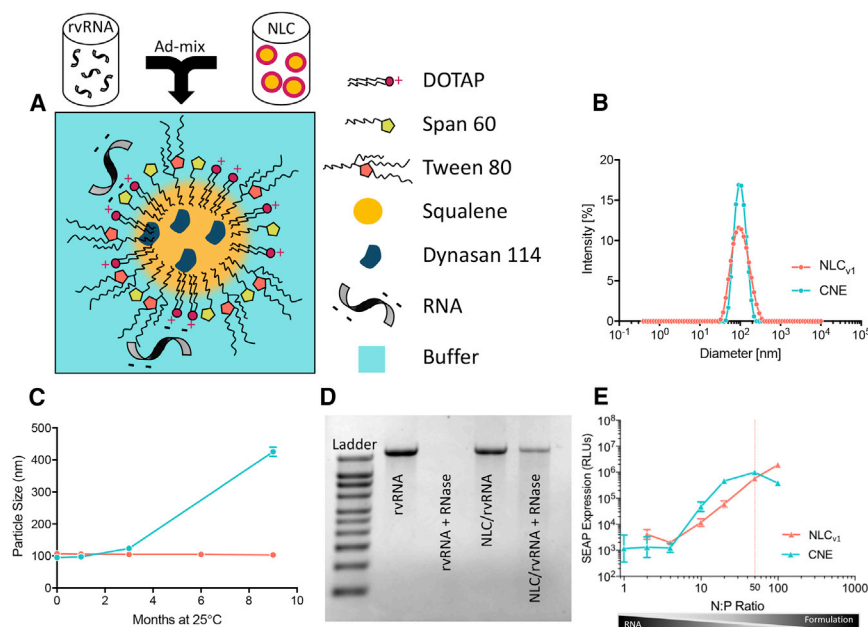 rvRNA
NLC
Ad-mix
A
DOTAP
Span 60
Tween 80
Squalene
Dynasan 114
RNA
Buffer
+
B
Intensity [%]
20
15
10
5
0
10-1
100
101
102
103
104
105
Diameter [nm]
NLCv1
CNE
C
Particle Size (nm)
500
400
300
200
100
0
0
2
4
6
8
10
Months at 25°C
D
Ladder
rvRNA
rvRNA + RNase
NLC/rvRNA
NLC/rvRNA + RNase
E
SEAP Expression (RLUs)
107
106
105
104
103
102
1
10
50
100
1000
N:P Ratio
NLCv1
CNE
RNA
Formulation